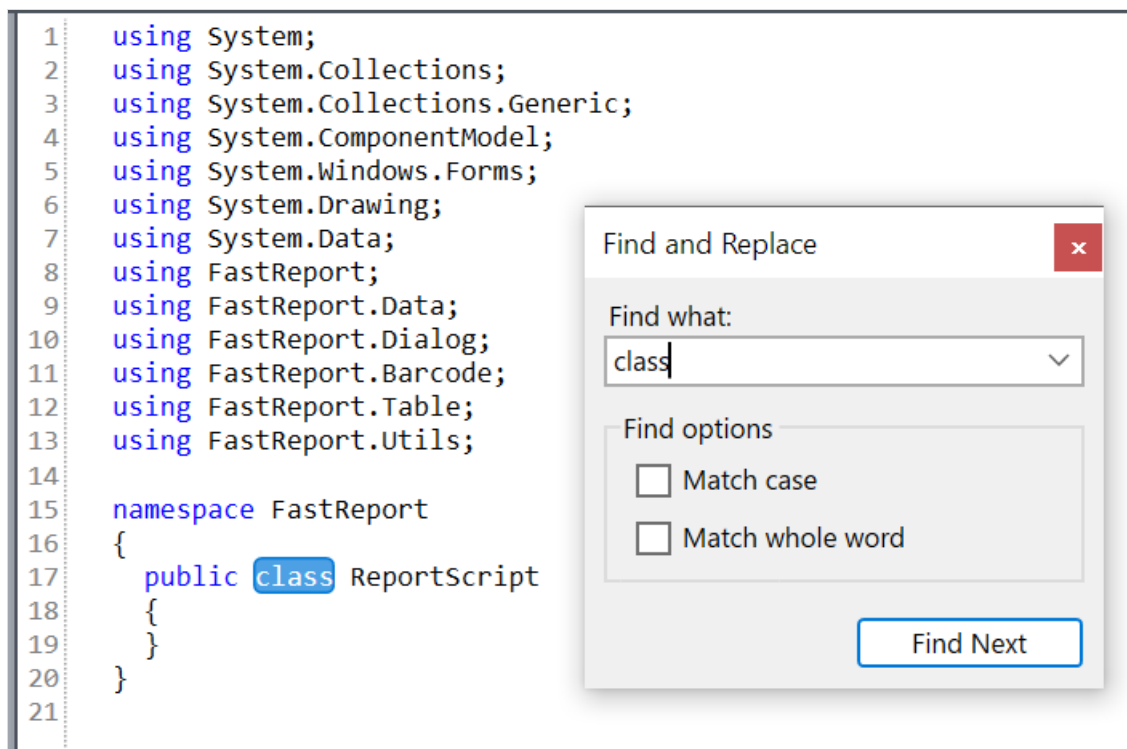 1 using System;
2 using System.Collections;
3 using System.Collections.Generic;
4 using System.ComponentModel;
5 using System.Windows.Forms;
6 using System.Drawing;
7 using System.Data;
8 using FastReport;
9 using FastReport.Data;
10 using FastReport.Dialog;
11 using FastReport.Barcode;
12 using FastReport.Table;
13 using FastReport.Utils;
14
15 namespace FastReport
16 {
17 public class ReportScript
18 {
19 }
20 }
21
Find and Replace
x
Find what:
class
Find options
Match case
Match whole word
Find Next